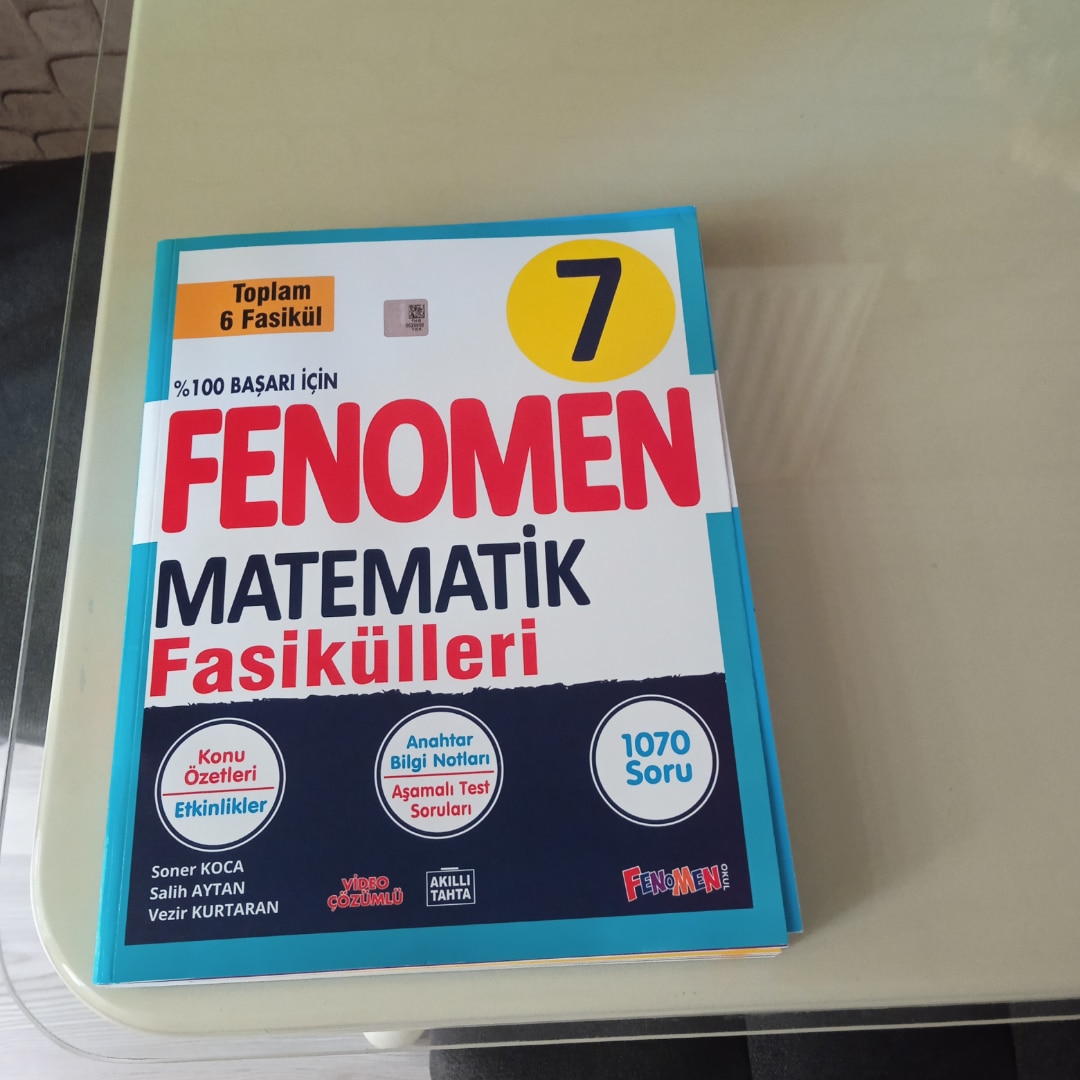 Toplam
6 Fasikül
7
%100 BAŞARI İÇİN
FENOMEN
MATEMATİK
Fasikülleri
Konu
Özetleri
Etkinlikler
Anahtar
Bilgi Notları
Aşamalı Test
Soruları
1070
Soru
Soner KOCA
Salih AYTAN
Vezir KURTARAN
VİDEO
ÇÖZÜMLÜ
AKILLI
TAHTA
FENOMEN
OKUL